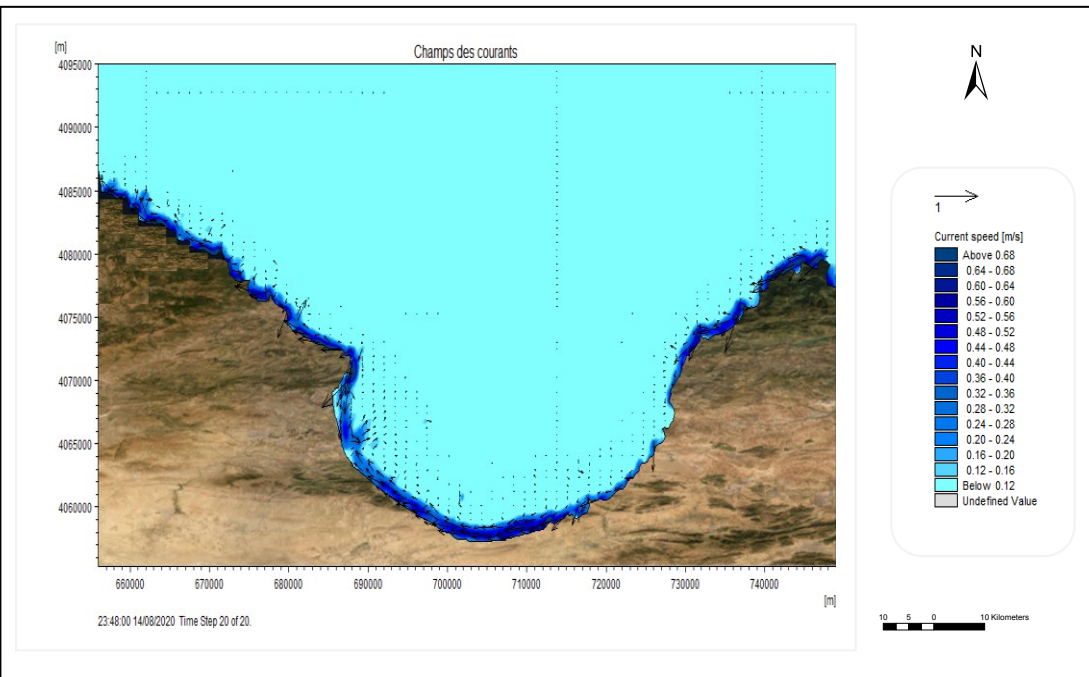 [m]
Champs des courants
4095000
4090000
4085000
4080000
4075000
4070000
4065000
4060000
660000 670000 680000 690000 700000 710000 720000 730000 740000
[m]
23:48:00 14/08/2020 Time Step 20 of 20.
N
1
Current speed [m/s]
Above 0.68
0.64 - 0.68
0.60 - 0.64
0.56 - 0.60
0.52 - 0.56
0.48 - 0.52
0.44 - 0.48
0.40 - 0.44
0.36 - 0.40
0.32 - 0.36
0.28 - 0.32
0.24 - 0.28
0.20 - 0.24
0.16 - 0.20
0.12 - 0.16
Below 0.12
Undefined Value
10 5 0 10 Kilometers